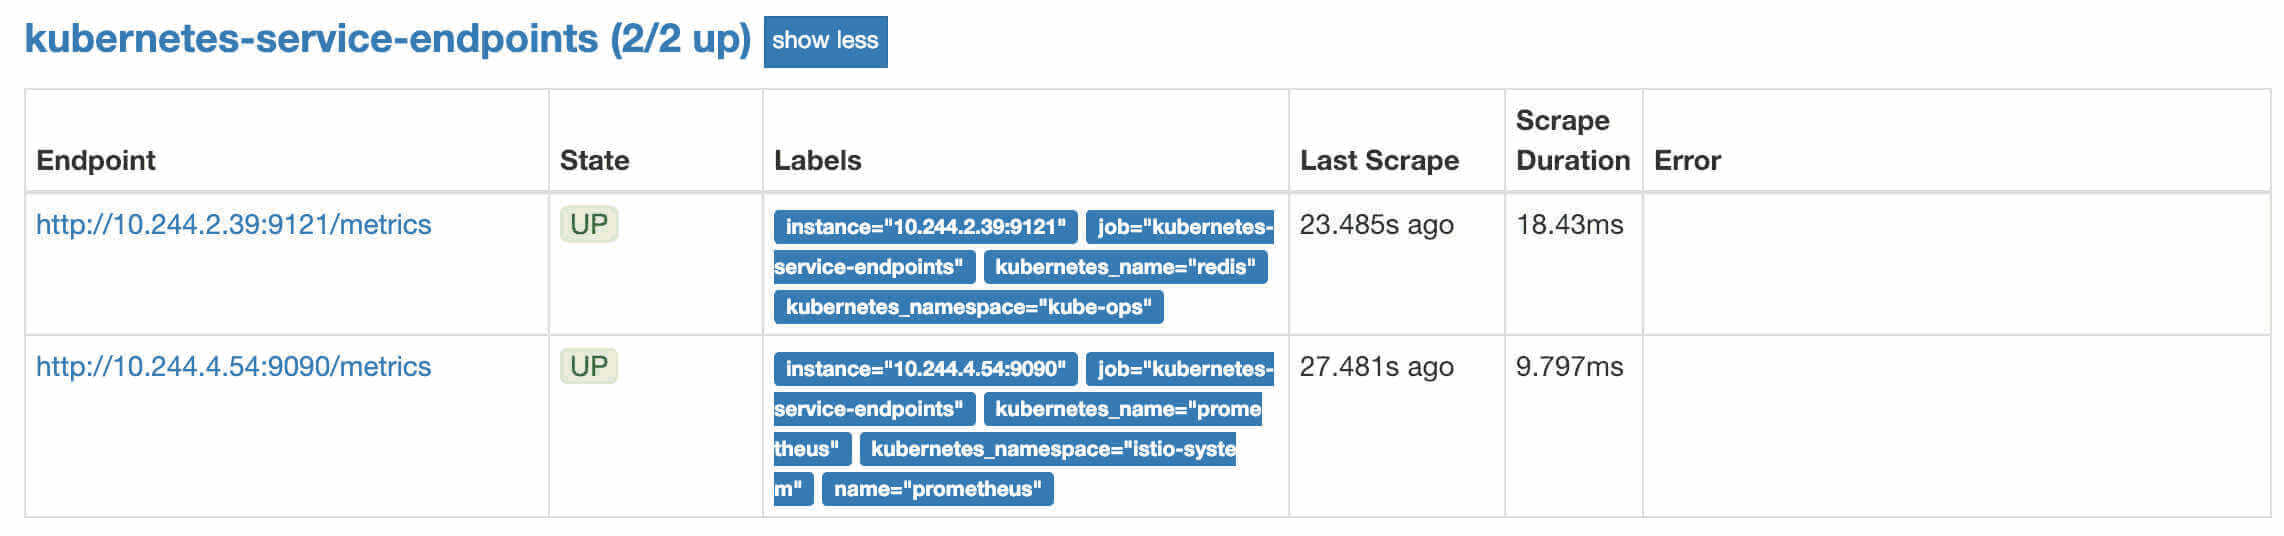 kubernetes-service-endpoints (2/2 up) show less
Endpoint State Labels Last Scrape Scrape Duration Error
http://10.244.2.39:9121/metrics UP instance="10.244.2.39:9121" job="kubernetes- 23.485s ago 18.43ms
service-endpoints" kubernetes_name="redis"
kubernetes_namespace="kube-ops"
http://10.244.4.54:9090/metrics UP instance="10.244.4.54:9090" job="kubernetes- 27.481s ago 9.797ms
service-endpoints" kubernetes_name="prome
theus" kubernetes_namespace="istio-syste
m" name="prometheus"